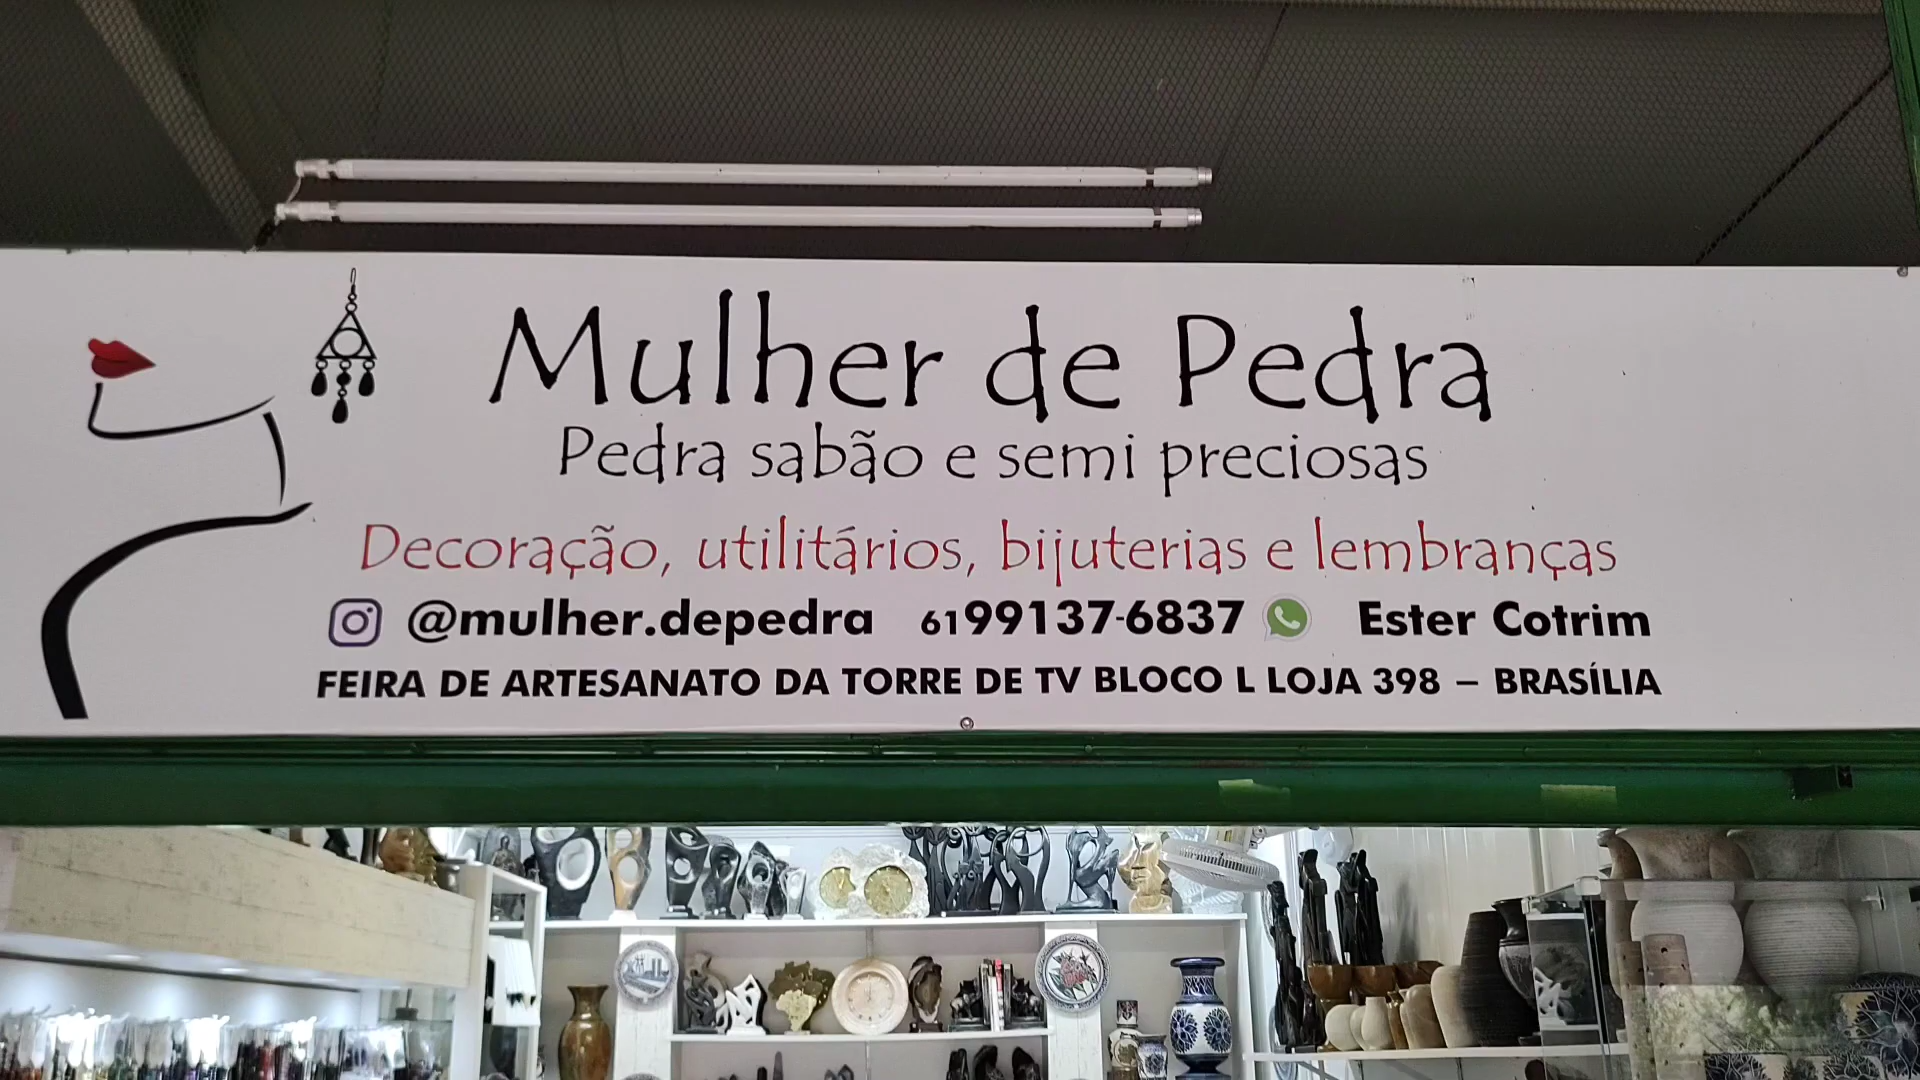 Mulher de Pedra
Pedra sabão e semi preciosas
Decoração, utilitários, bijuterias e lembranças
@mulher.depedra 61 99137-6837 Ester Cotrim
FEIRA DE ARTESANATO DA TORRE DE TV BLOCO L LOJA 398 – BRASÍLIA